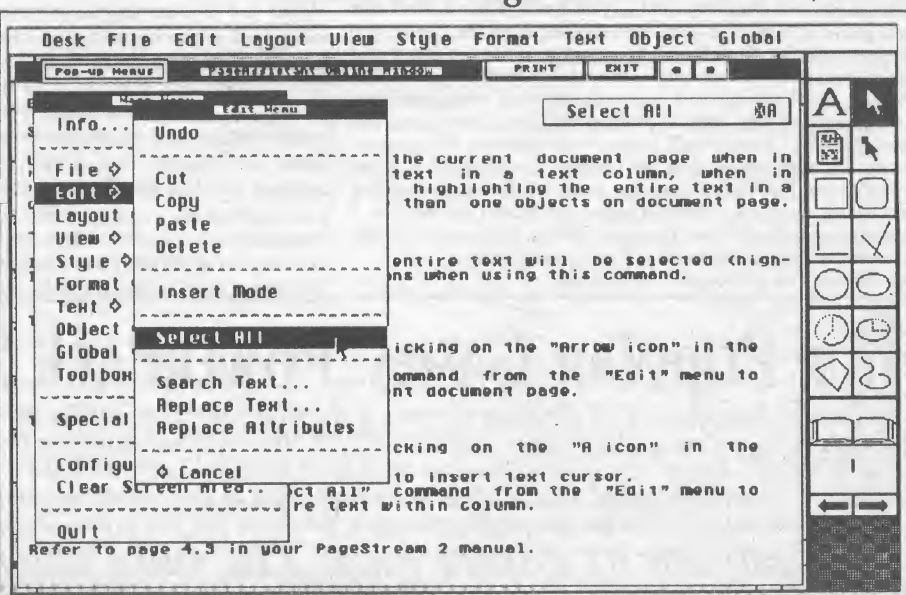 Desk File Edit Layout View Style Format Text Object Global
Pop-up Menus PageAssistant Online Window PRINT EXIT
Edit Menu
Select All A
Info...
Undo
File
Edit
Layout
View
Style
Format
Text
Object
Global
Toolbox
Special
Configu
Clear Screen Area..
Quit
Cut
Copy
Paste
Delete
Insert Mode
Select All
Search Text...
Replace Text...
Replace Attributes
Cancel
the current document page when in
text in a text column, when in
highlighting the entire text in a
than one objects on document page.
entire text will be selected (high-
ns when using this command.
icking on the "Arrow icon" in the
ommand from the "Edit" menu to
nt document page.
cking on the "A icon" in the
to insert text cursor.
ct All" command from the "Edit" menu to
re text within column.
Refer to page 4.5 in your PageStream 2 manual.
A
1